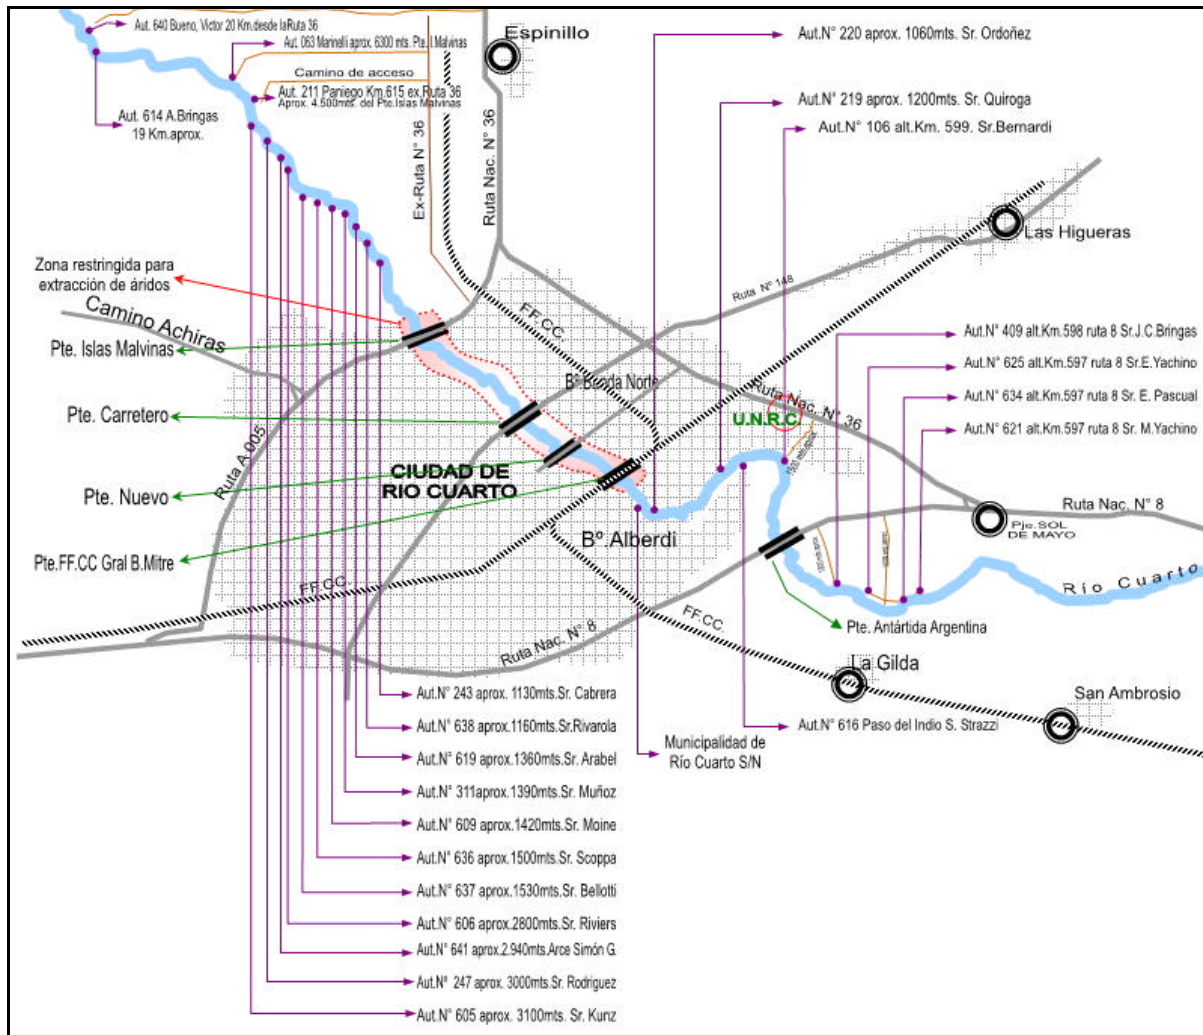 Aut. 640 Bueno, Victor 20 Km.desde laRuta 36
Aut. 063 Marinelli aprox. 6300 mts. Pte. I.Malvinas
Espinillo
Aut.N° 220 aprox. 1060mts. Sr. Ordoñez
Camino de acceso
Aut. 211 Paniego Km.615 ex.Ruta 36
Aprox. 4.500mts. del Pte.Islas Malvinas
Aut. 614 A.Bringas
19 Km.aprox.
Aut.N° 219 aprox. 1200mts. Sr. Quiroga
Aut.N° 106 alt.Km. 599. Sr.Bernardi
Ex-Ruta N° 36
Ruta Nac. N° 36
Las Higueras
Zona restringida para
extracción de áridos
Camino Achiras
Ruta N° 148
FF.CC.
Pte. Islas Malvinas
Aut.N° 409 alt.Km.598 ruta 8 Sr.J.C.Bringas
Aut.N° 625 alt.Km.597 ruta 8 Sr.E.Yachino
Aut.N° 634 alt.Km.597 ruta 8 Sr. E. Pascual
Aut.N° 621 alt.Km.597 ruta 8 Sr. M.Yachino
B° Banda Norte
Ruta Nac. N° 36
U.N.R.C.
Pte. Carretero
Ruta A-005
CIUDAD DE
RIO CUARTO
Pte. Nuevo
Ruta Nac. N° 8
Pje.SOL
DE MAYO
Bº.Alberdi
Pte.FF.CC Gral B.Mitre
FF.CC.
Río Cuarto
Pte. Antártida Argentina
Ruta Nac. N° 8
FF.CC.
La Gilda
San Ambrosio
Aut.N° 243 aprox. 1130mts.Sr. Cabrera
Aut.N° 638 aprox.1160mts.Sr.Rivarola
Aut.N° 616 Paso del Indio S. Strazzi
Municipalidad de
Río Cuarto S/N
Aut.N° 619 aprox.1360mts.Sr. Arabel
Aut.N° 311aprox.1390mts.Sr. Muñoz
Aut.N° 609 aprox.1420mts.Sr. Moine
Aut.N° 636 aprox.1500mts.Sr. Scoppa
Aut.N° 637 aprox.1530mts.Sr. Bellotti
Aut.N° 606 aprox.2800mts.Sr. Riviers
Aut.N° 641 aprox.2.940mts.Arce Simón G.
Aut.N° 247 aprox. 3000mts.Sr. Rodriguez
Aut.N° 605 aprox. 3100mts. Sr. Kunz